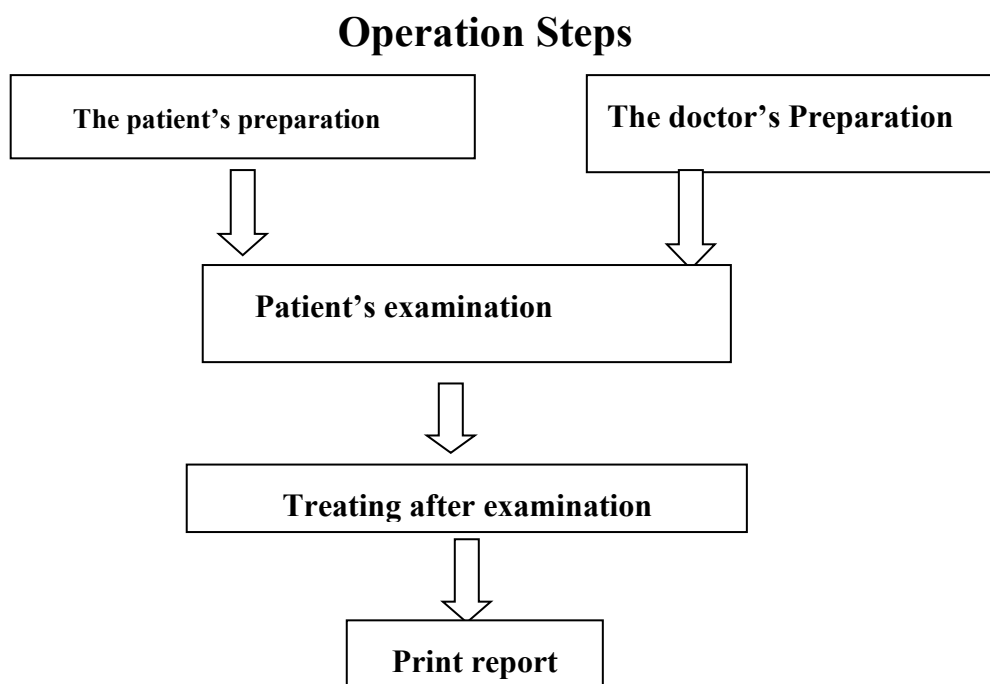 Operation Steps
The patient’s preparation
The doctor’s Preparation
Patient’s examination
Treating after examination
Print report